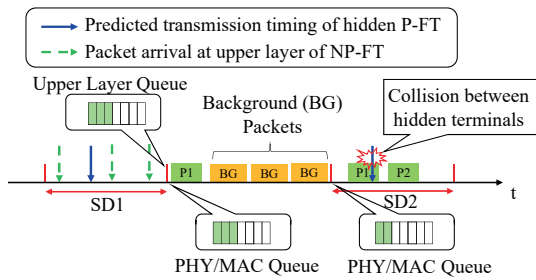 Predicted transmission timing of hidden P-FT
Packet arrival at upper layer of NP-FT
Upper Layer Queue
Background (BG)
Packets
Collision between
hidden terminals
P1
BG
BG
BG
P1
P2
t
SD1
SD2
PHY/MAC Queue
PHY/MAC Queue